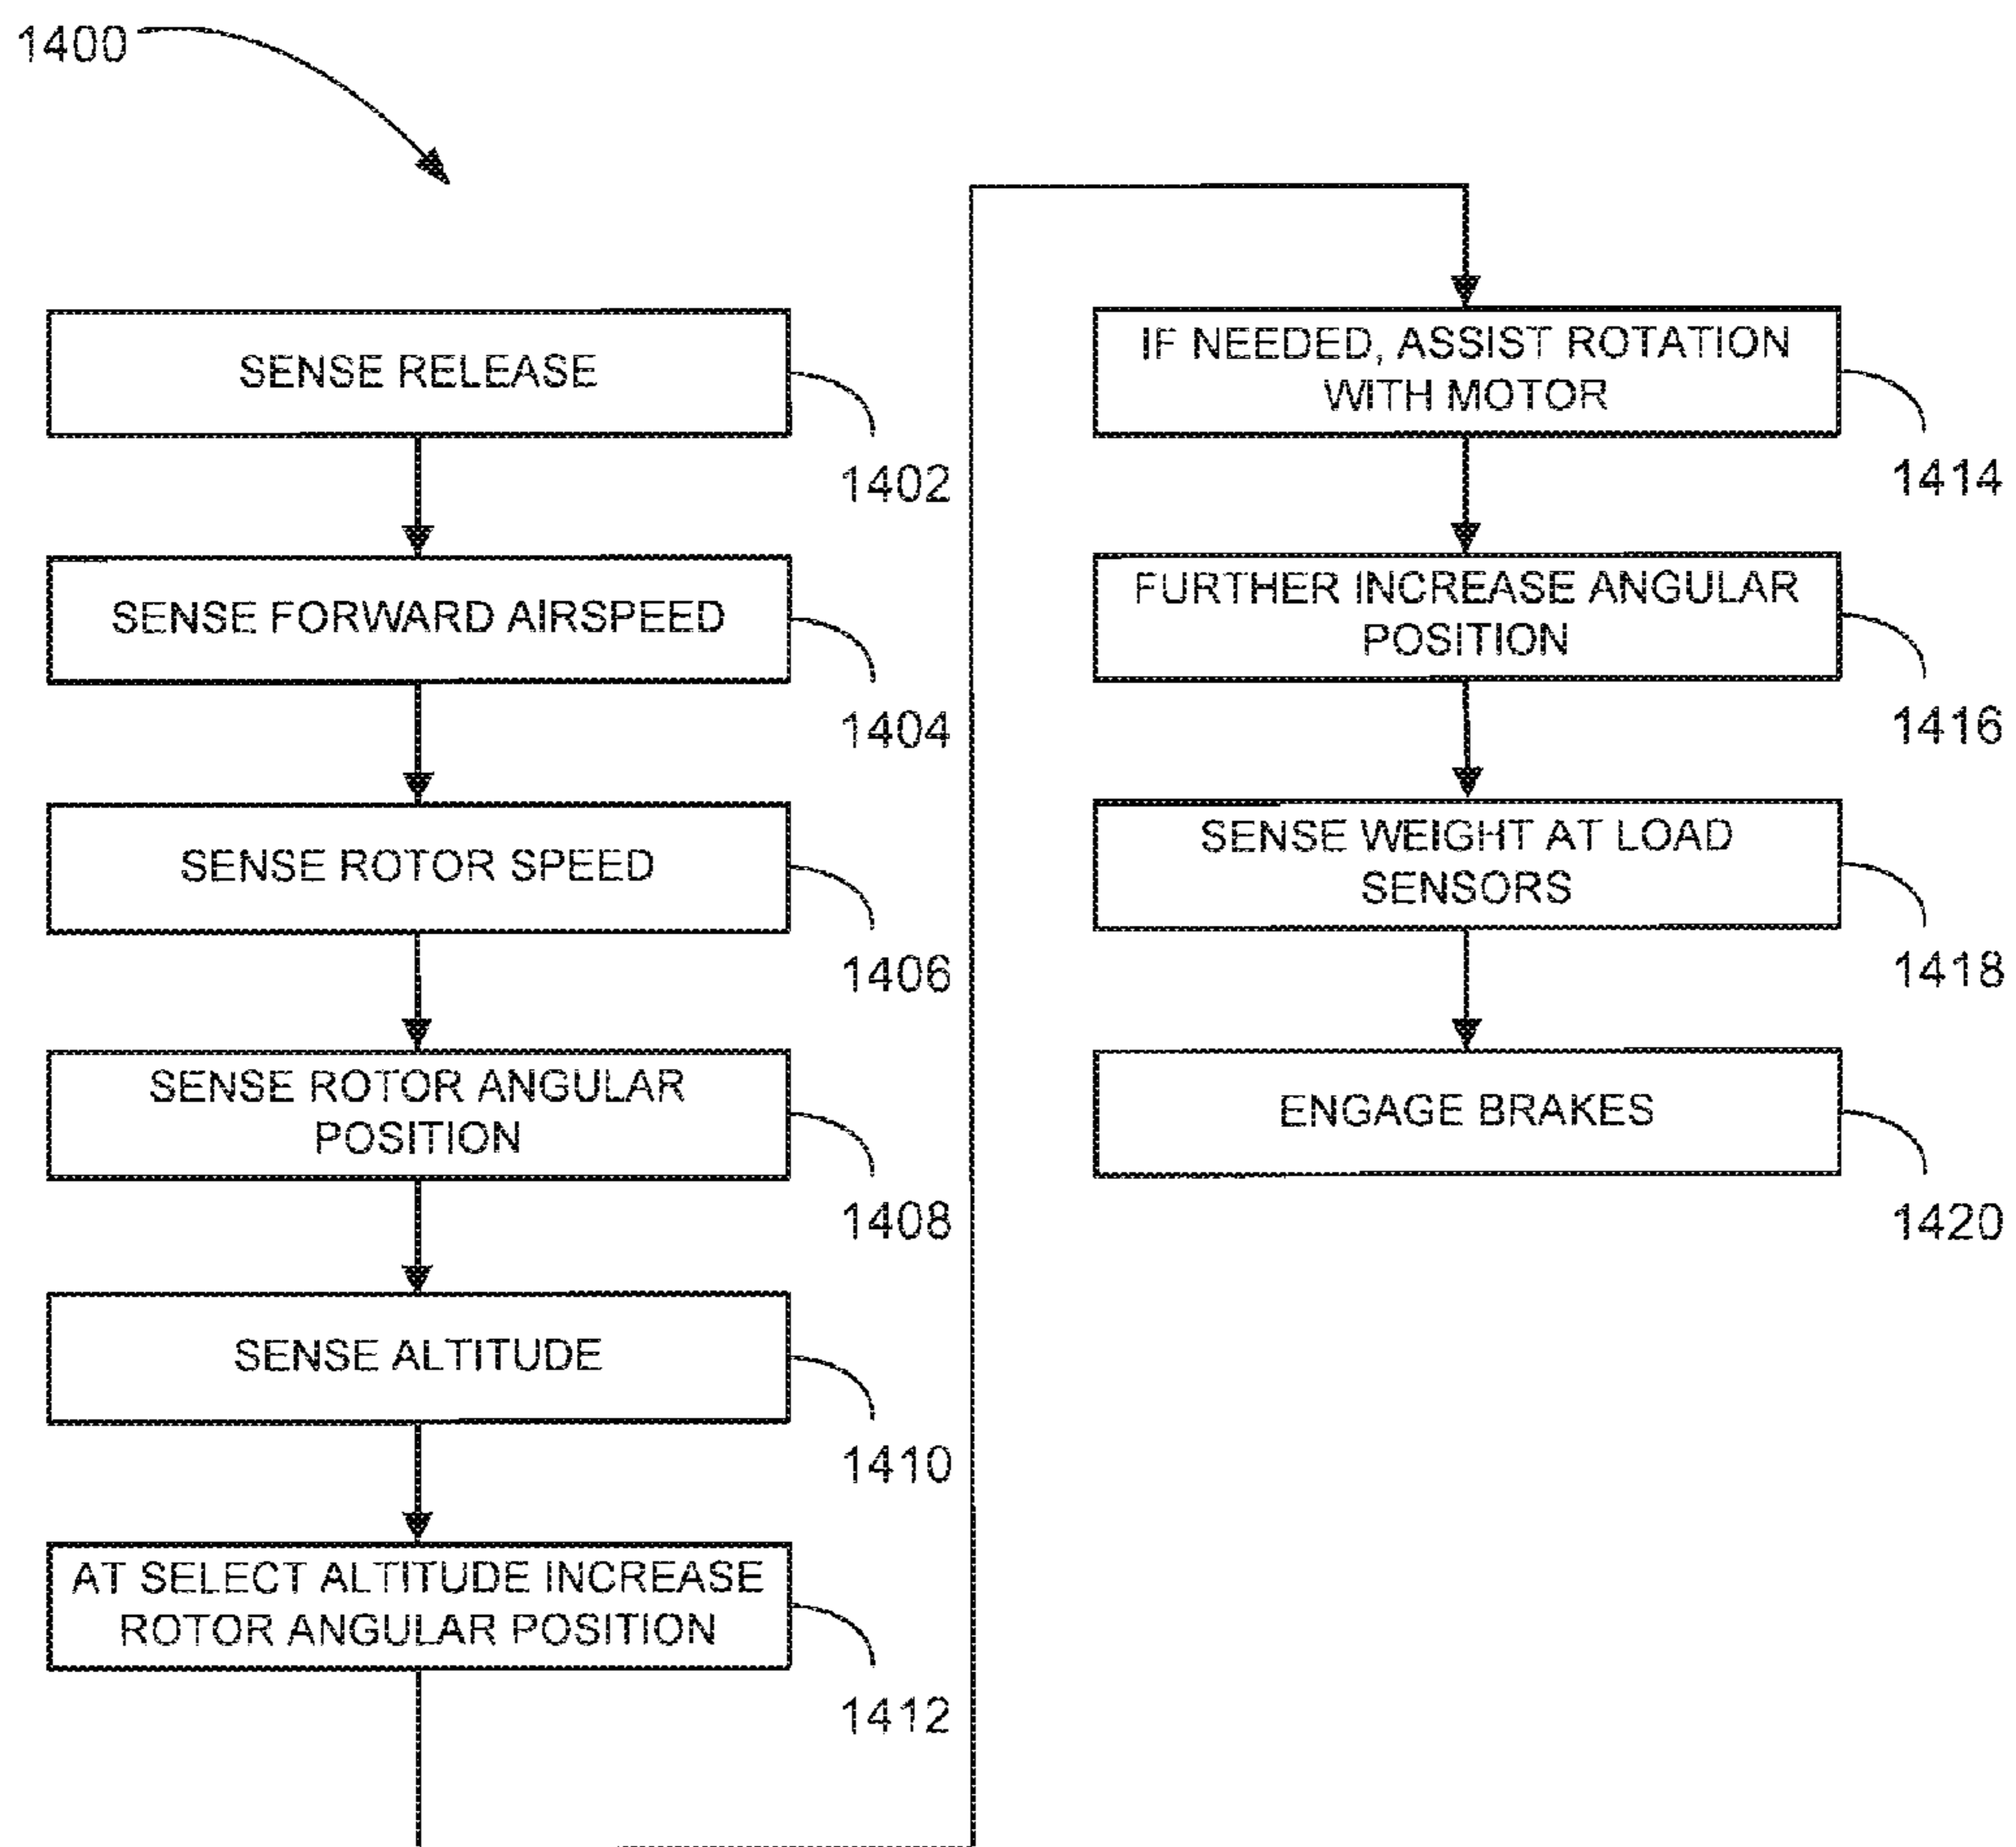 1400
SENSE RELEASE
1402
SENSE FORWARD AIRSPEED
1404
SENSE ROTOR SPEED
1406
SENSE ROTOR ANGULAR
POSITION
1408
SENSE ALTITUDE
1410
AT SELECT ALTITUDE INCREASE
ROTOR ANGULAR POSITION
1412
IF NEEDED, ASSIST ROTATION
WITH MOTOR
1414
FURTHER INCREASE ANGULAR
POSITION
1416
SENSE WEIGHT AT LOAD
SENSORS
1418
ENGAGE BRAKES
1420